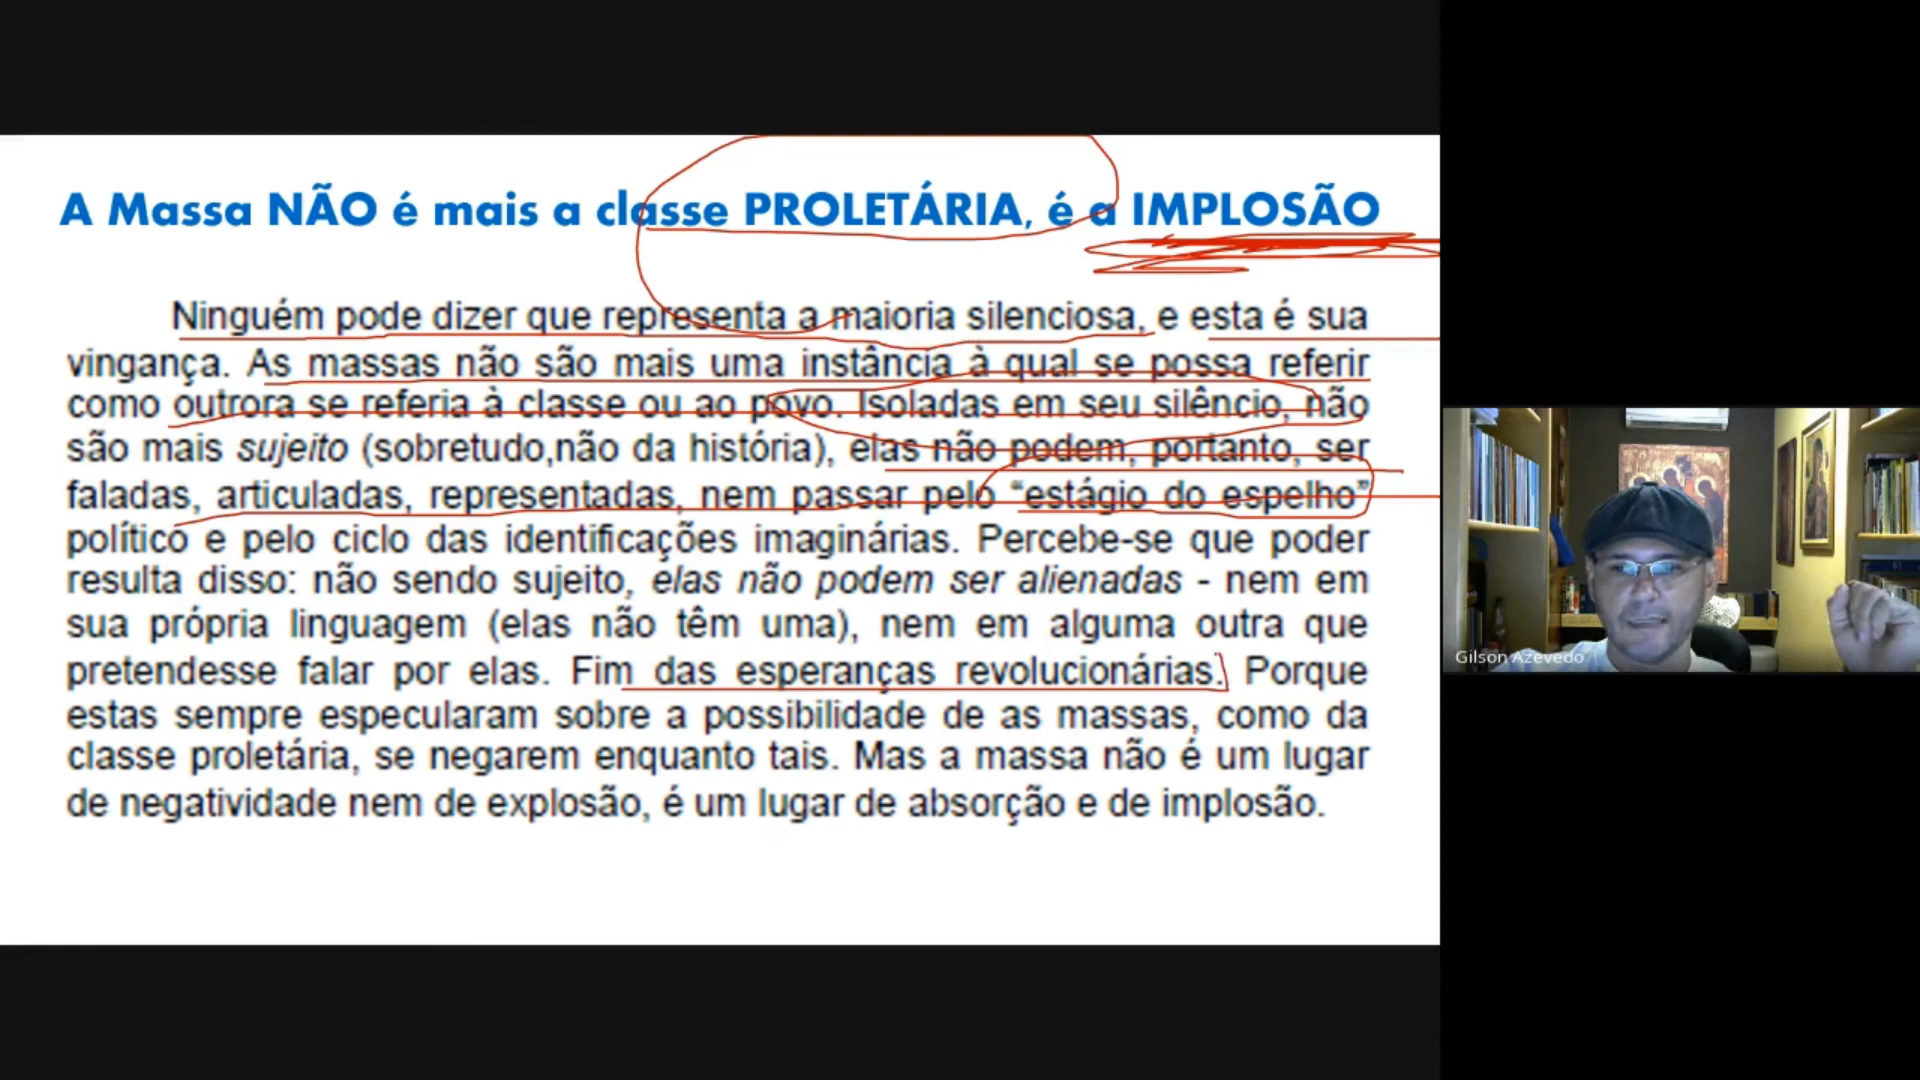 A Massa NÃO é mais a classe PROLETÁRIA, é a IMPLOSÃO
Ninguém pode dizer que representa a maioria silenciosa, e esta é sua
vingança. As massas não são mais uma instância à qual se possa referir
como outrora se referia à classe ou ao povo. Isoladas em seu silêncio, não
são mais sujeito (sobretudo,não da história), elas não podem, portanto, ser
faladas, articuladas, representadas, nem passar pelo “estágio do espelho”
político e pelo ciclo das identificações imaginárias. Percebe-se que poder
resulta disso: não sendo sujeito, elas não podem ser alienadas - nem em
sua própria linguagem (elas não têm uma), nem em alguma outra que
pretendesse falar por elas. Fim das esperanças revolucionárias. Porque
estas sempre especularam sobre a possibilidade de as massas, como da
classe proletária, se negarem enquanto tais. Mas a massa não é um lugar
de negatividade nem de explosão, é um lugar de absorção e de implosão.
Gilson Azevedo